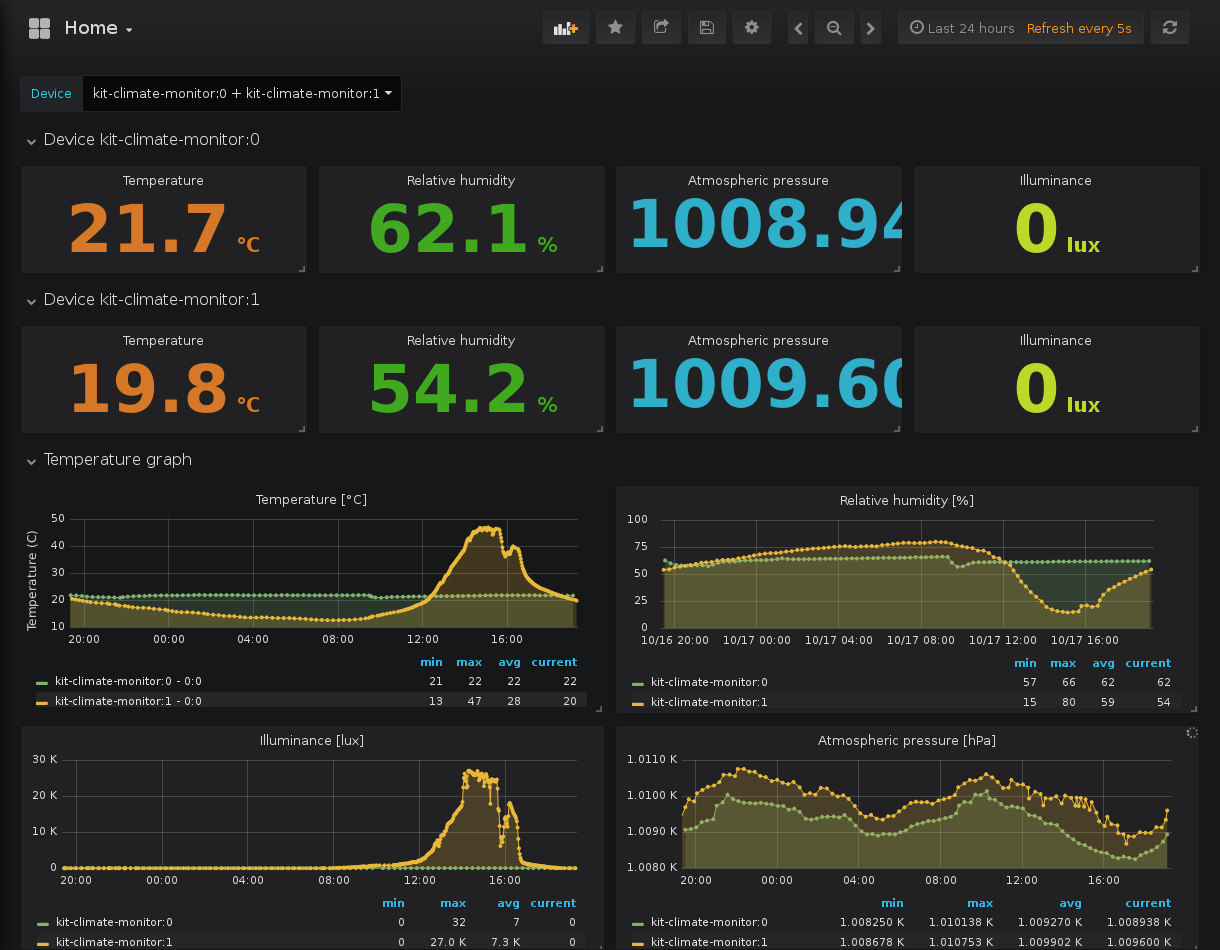 Home
Last 24 hours Refresh every 5s
Device kit-climate-monitor:0 + kit-climate-monitor:1
Device kit-climate-monitor:0
Temperature Relative humidity Atmospheric pressure Illuminance
21.7 °C 62.1 % 1008.94 0 lux
Device kit-climate-monitor:1
Temperature Relative humidity Atmospheric pressure Illuminance
19.8 °C 54.2 % 1009.60 0 lux
Temperature graph
Temperature [°C]
Temperature (C)
50
40
30
20
10
20:00 00:00 04:00 08:00 12:00 16:00
min max avg current
kit-climate-monitor:0 - 0:0 21 22 22 22
kit-climate-monitor:1 - 0:0 13 47 28 20
Relative humidity [%]
100
75
50
25
0
10/16 20:00 10/17 00:00 10/17 04:00 10/17 08:00 10/17 12:00 10/17 16:00
min max avg current
kit-climate-monitor:0 57 66 62 62
kit-climate-monitor:1 15 80 59 54
Illuminance [lux]
30 K
20 K
10 K
0
20:00 00:00 04:00 08:00 12:00 16:00
min max avg current
kit-climate-monitor:0 0 32 7 0
kit-climate-monitor:1 0 27.0 K 7.3 K 0
Atmospheric pressure [hPa]
1.0110 K
1.0100 K
1.0090 K
1.0080 K
20:00 00:00 04:00 08:00 12:00 16:00
min max avg current
kit-climate-monitor:0 1.008250 K 1.010138 K 1.009270 K 1.008938 K
kit-climate-monitor:1 1.008678 K 1.010753 K 1.009902 K 1.009600 K